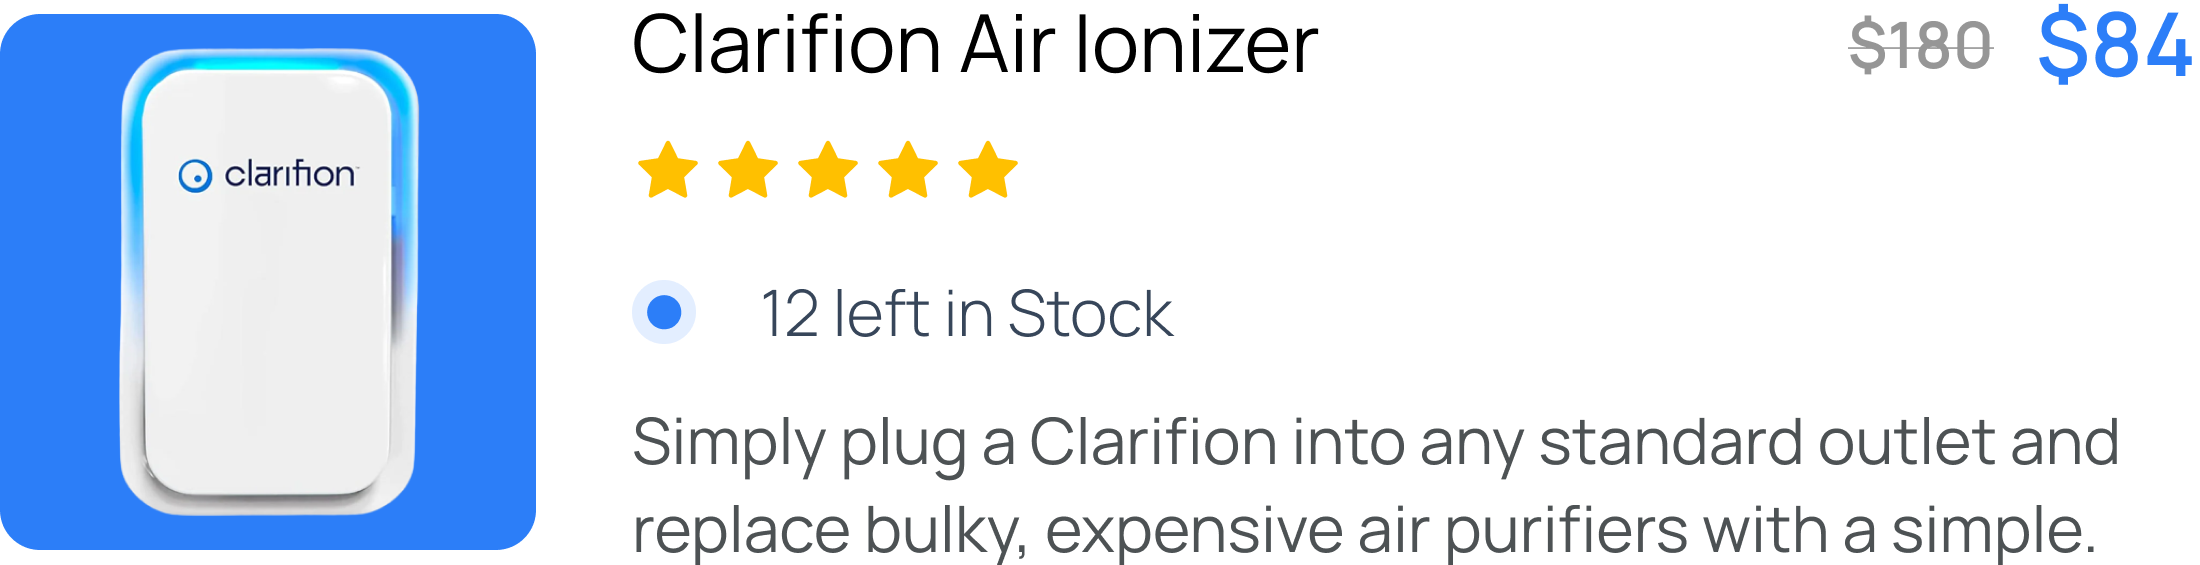 clarifion
Clarifion Air Ionizer
$180 $84
12 left in Stock
Simply plug a Clarifion into any standard outlet and
replace bulky, expensive air purifiers with a simple.